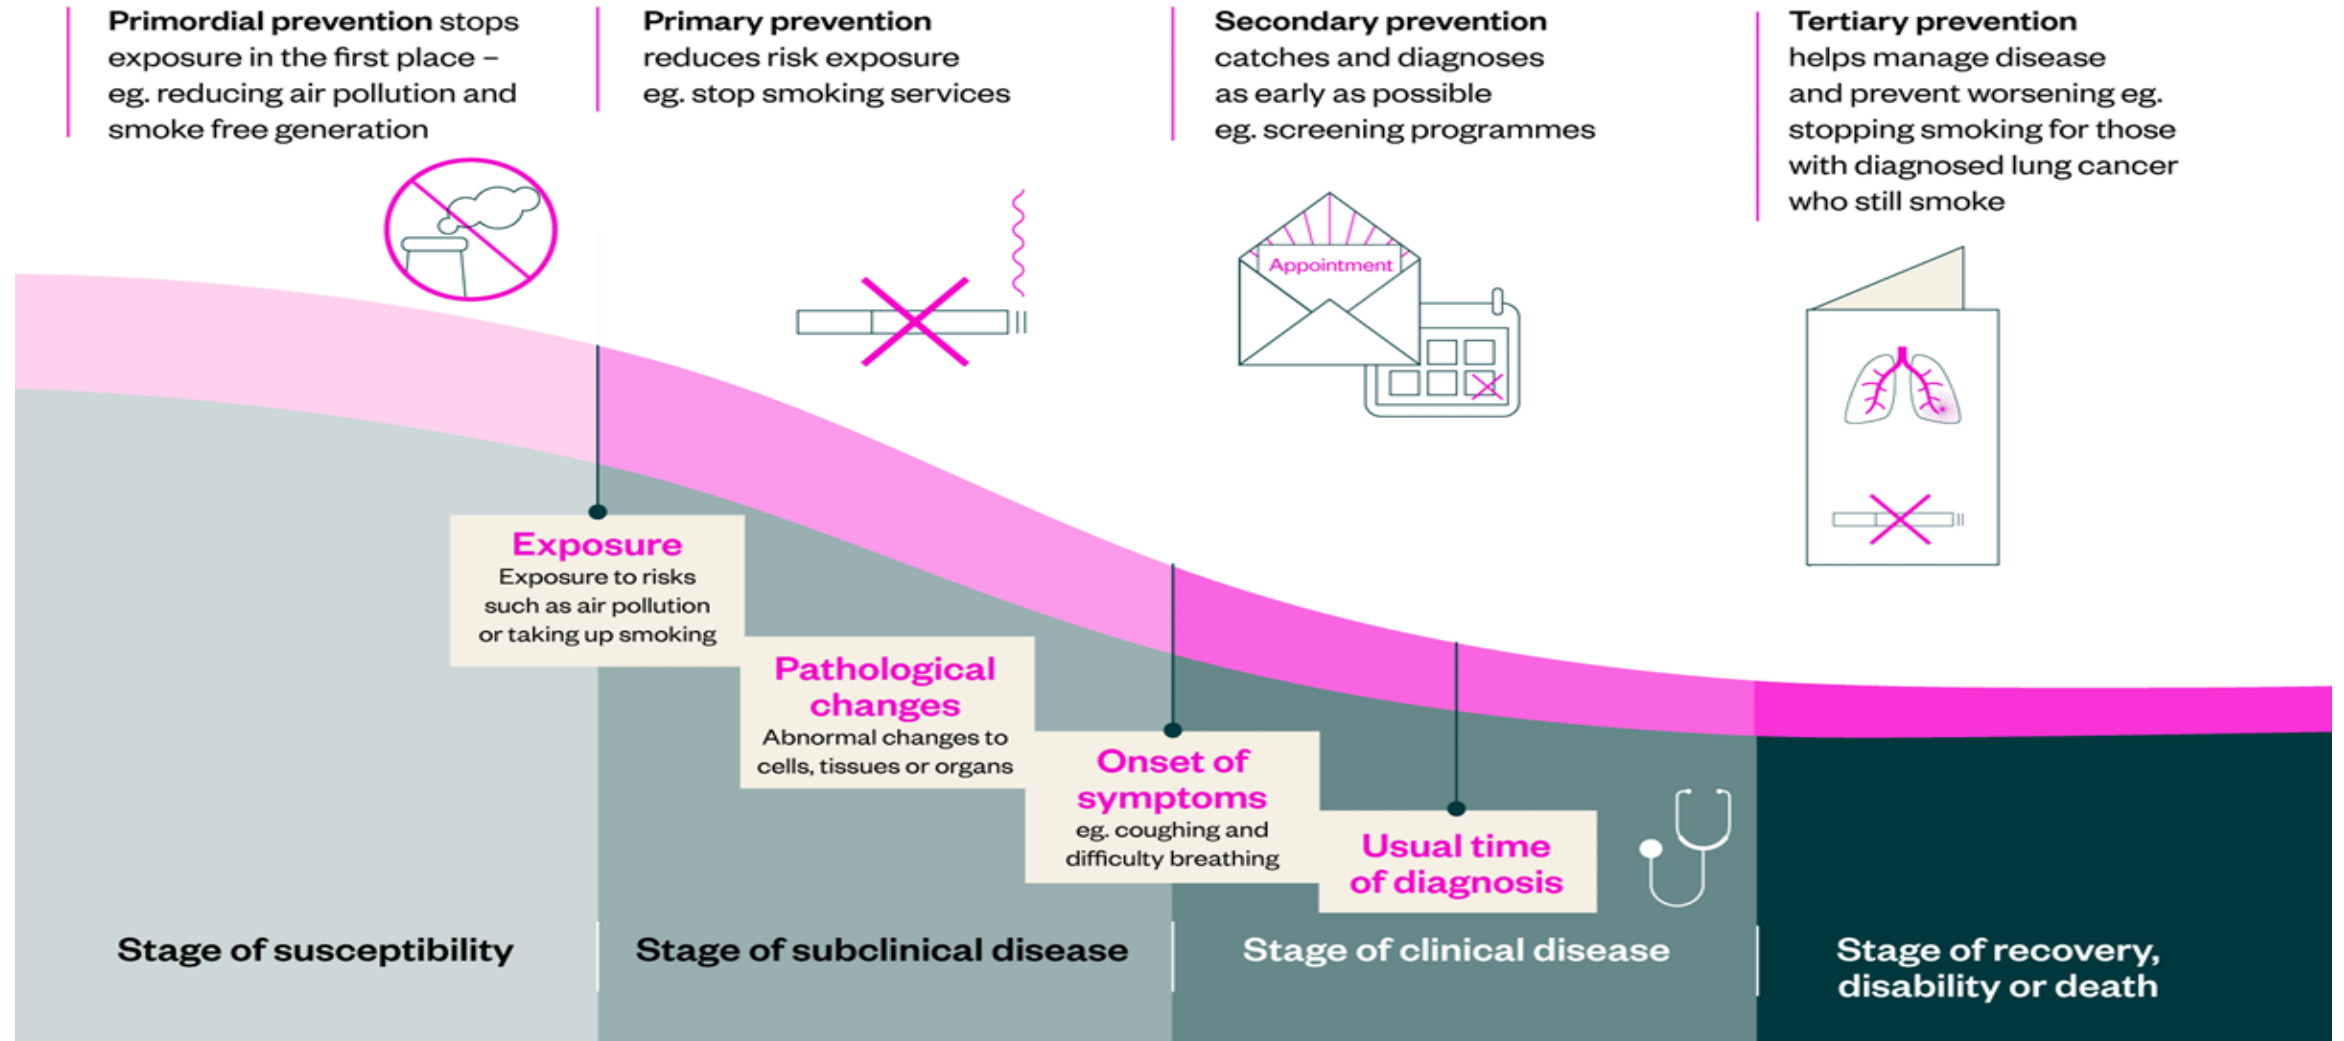 Primordial prevention stops
exposure in the first place –
eg. reducing air pollution and
smoke free generation
Primary prevention
reduces risk exposure
eg. stop smoking services
Secondary prevention
catches and diagnoses
as early as possible
eg. screening programmes
Tertiary prevention
helps manage disease
and prevent worsening eg.
stopping smoking for those
with diagnosed lung cancer
who still smoke
Appointment
Exposure
Exposure to risks
such as air pollution
or taking up smoking
Pathological
changes
Abnormal changes to
cells, tissues or organs
Onset of
symptoms
eg. coughing and
difficulty breathing
Usual time
of diagnosis
Stage of susceptibility
Stage of subclinical disease
Stage of clinical disease
Stage of recovery,
disability or death